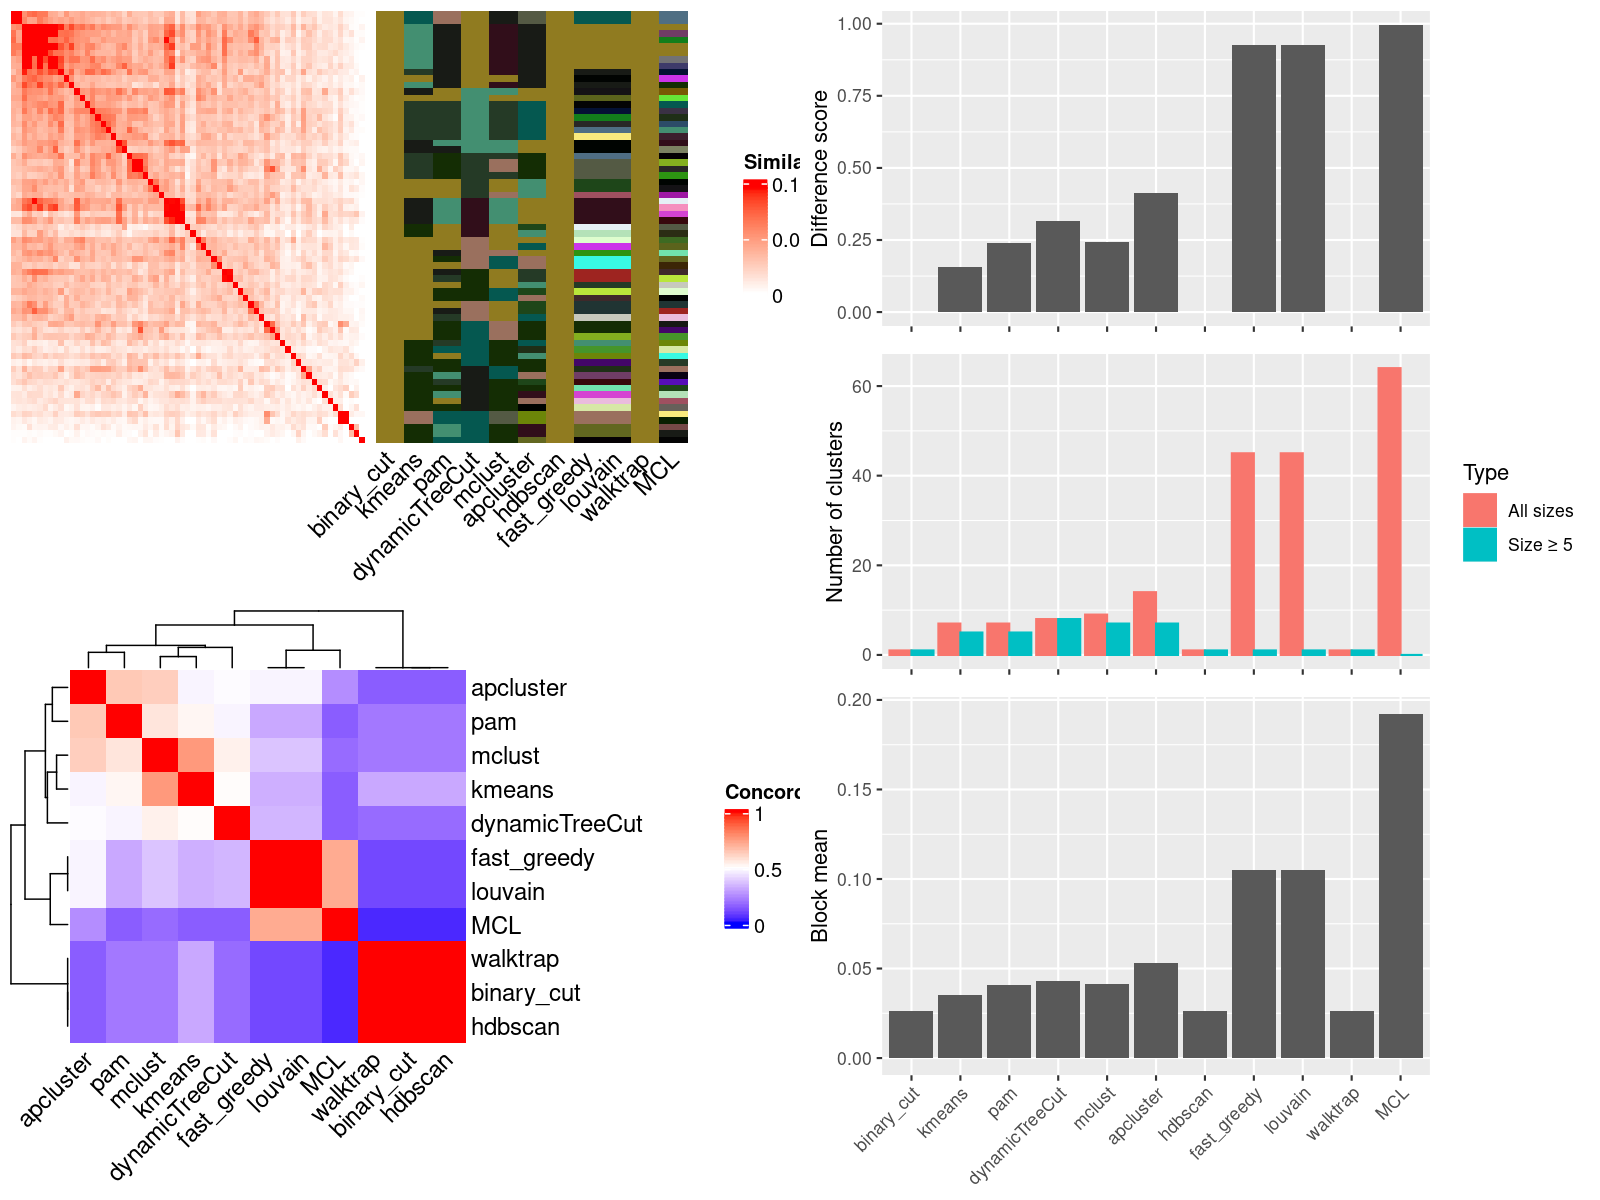 Simila
0.1
0.0
0
binary_cut
kmeans
pam
dynamicTreeCut
mclust
apcluster
hdbscan
fast_greedy
louvain
walktrap
MCL
apcluster
pam
mclust
kmeans
dynamicTreeCut
fast_greedy
louvain
MCL
walktrap
binary_cut
hdbscan
Concorc
1
0.5
0
apcluster
pam
mclust
kmeans
dynamicTreeCut
fast_greedy
louvain
MCL
walktrap
binary_cut
hdbscan
Difference score
1.00
0.75
0.50
0.25
0.00
Number of clusters
60
40
20
0
Type
All sizes
Size ≥ 5
Block mean
0.20
0.15
0.10
0.05
0.00
binary_cut
kmeans
pam
dynamicTreeCut
mclust
apcluster
hdbscan
fast_greedy
louvain
walktrap
MCL